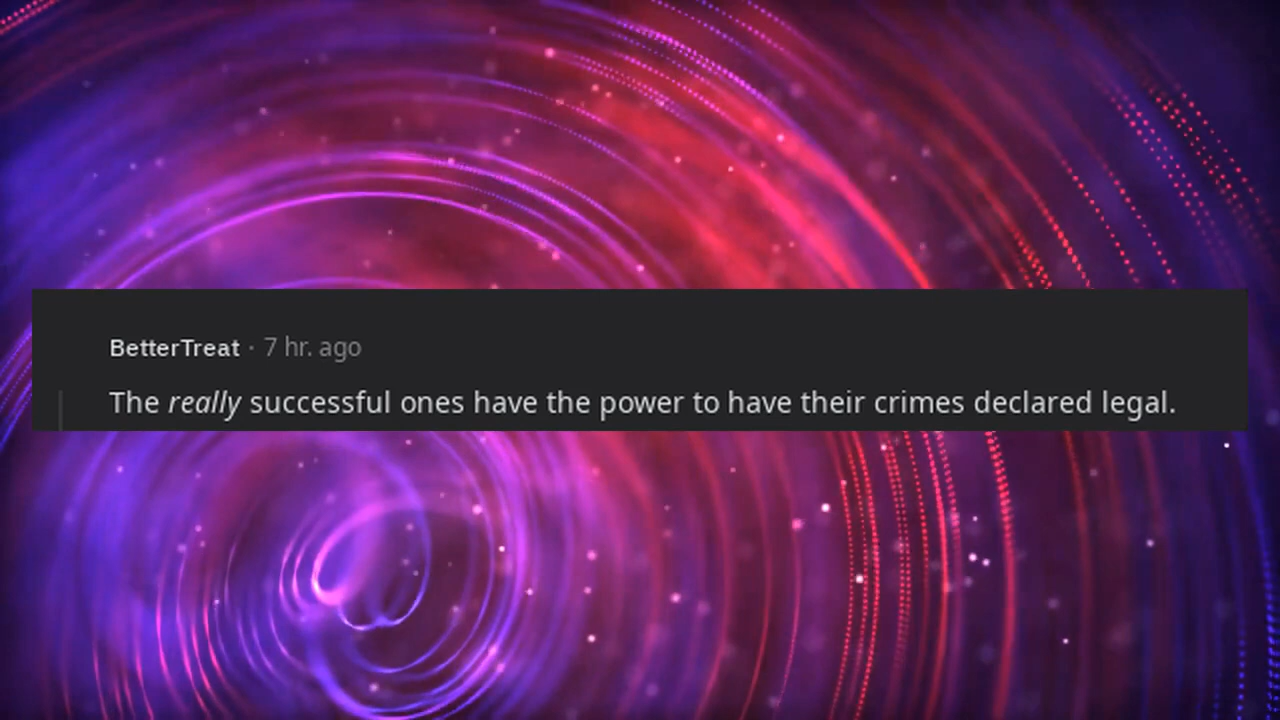 BetterTreat · 7 hr. ago
The really successful ones have the power to have their crimes declared legal.